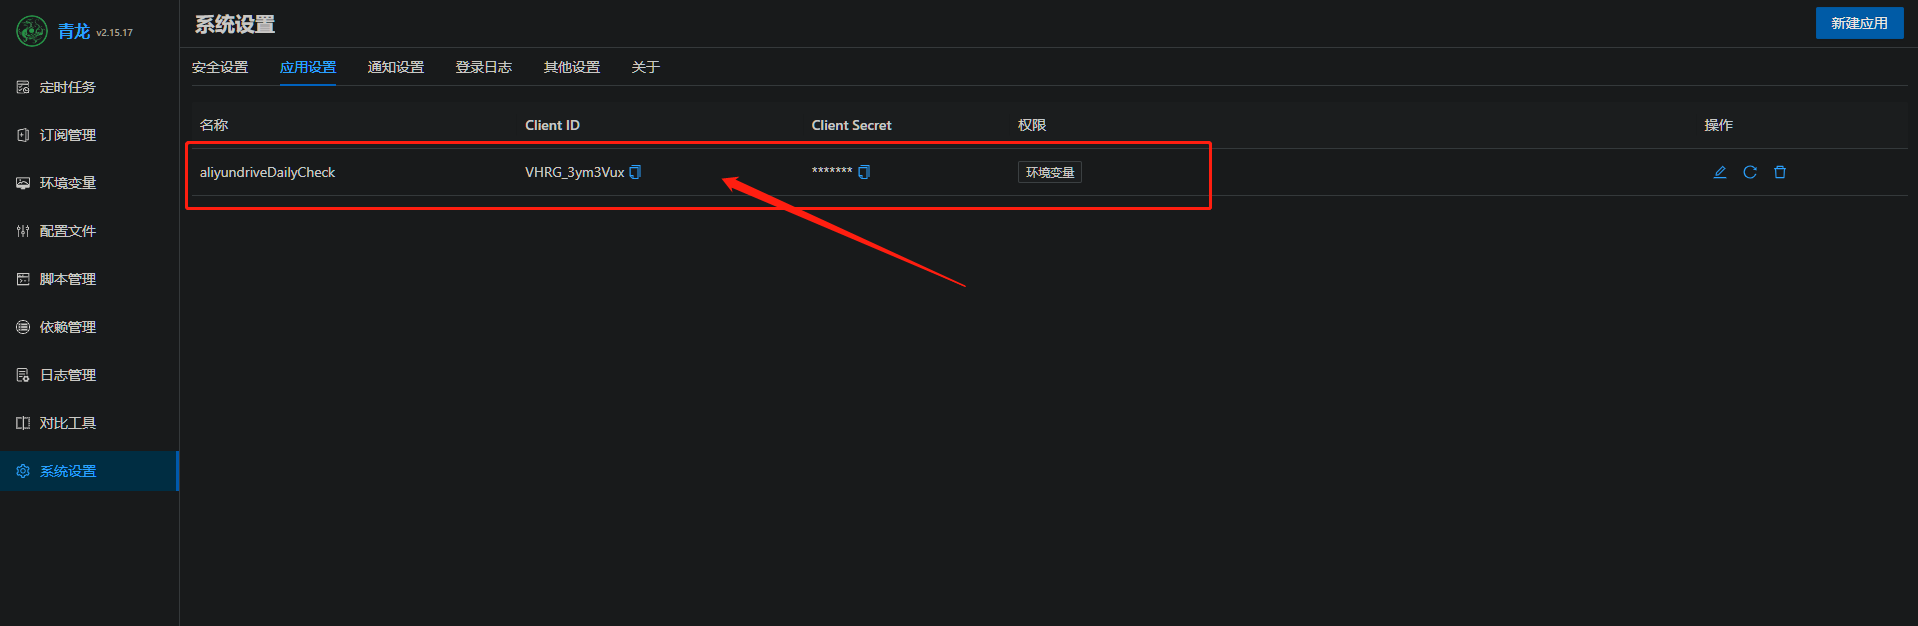 青龙 v2.15.17
定时任务
订阅管理
环境变量
配置文件
脚本管理
依赖管理
日志管理
对比工具
系统设置
系统设置
新建应用
安全设置 应用设置 通知设置 登录日志 其他设置 关于
名称 Client ID Client Secret 权限 操作
aliyundriveDailyCheck VHRG_3ym3Vux ******* 环境变量